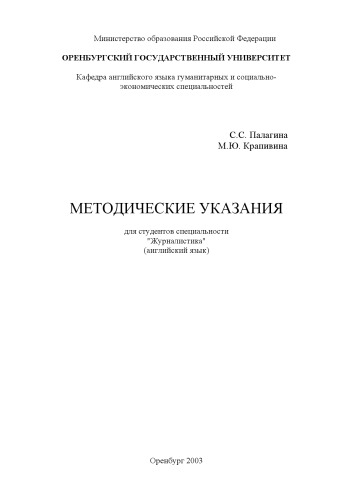 Министерство образования Российской Федерации
ОРЕНБУРГСКИЙ ГОСУДАРСТВЕННЫЙ УНИВЕРСИТЕТ
Кафедра английского языка гуманитарных и социально-
экономических специальностей
С.С. Палагина
М.Ю. Крапивина
МЕТОДИЧЕСКИЕ УКАЗАНИЯ
для студентов специальности
"Журналистика"
(английский язык)
Оренбург 2003